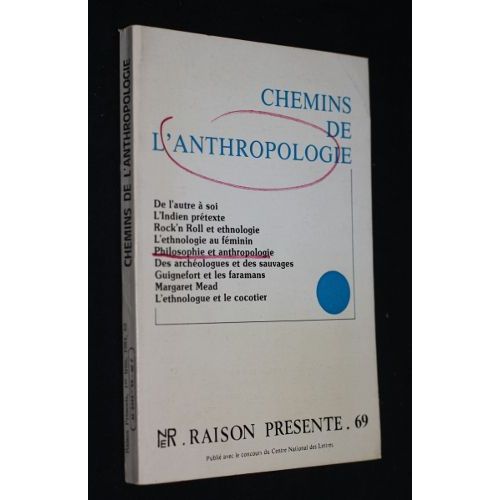 CHEMINS
DE
L'ANTHROPOLOGIE
De l'autre à soi
L'Indien prétexte
Rock'n Roll et ethnologie
L'ethnologie au féminin
Philosophie et anthropologie
Des archéologues et des sauvages
Guignefort et les faramans
Margaret Mead
L'ethnologue et le cocotier
NER . RAISON PRESENTE . 69
Publié avec le concours du Centre National des Lettres
CHEMINS DE L'ANTHROPOLOGIE